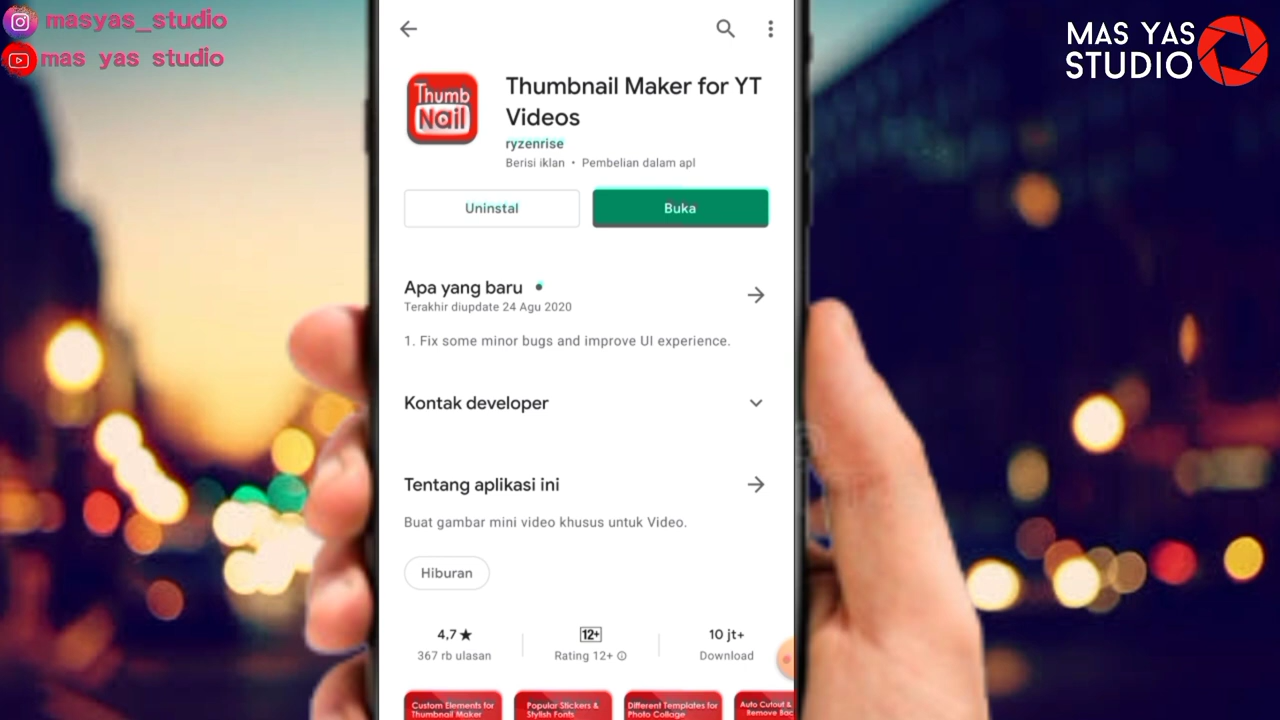 masyas_studio
mas yas studio
MAS YAS
STUDIO
Thumb
Nail
Thumbnail Maker for YT
Videos
ryzenrise
Berisi iklan • Pembelian dalam apl
Uninstal
Buka
Apa yang baru
Terakhir diupdate 24 Agu 2020
1. Fix some minor bugs and improve UI experience.
Kontak developer
Tentang aplikasi ini
Buat gambar mini video khusus untuk Video.
Hiburan
4,7★
12+
10 jt+
367 rb ulasan
Rating 12+
Download
Custom Elements for
Thumbnail Maker
Popular Stickers &
Stylish Fonts
Different Templates for
Photo Collage
Auto Cutout &
Remove